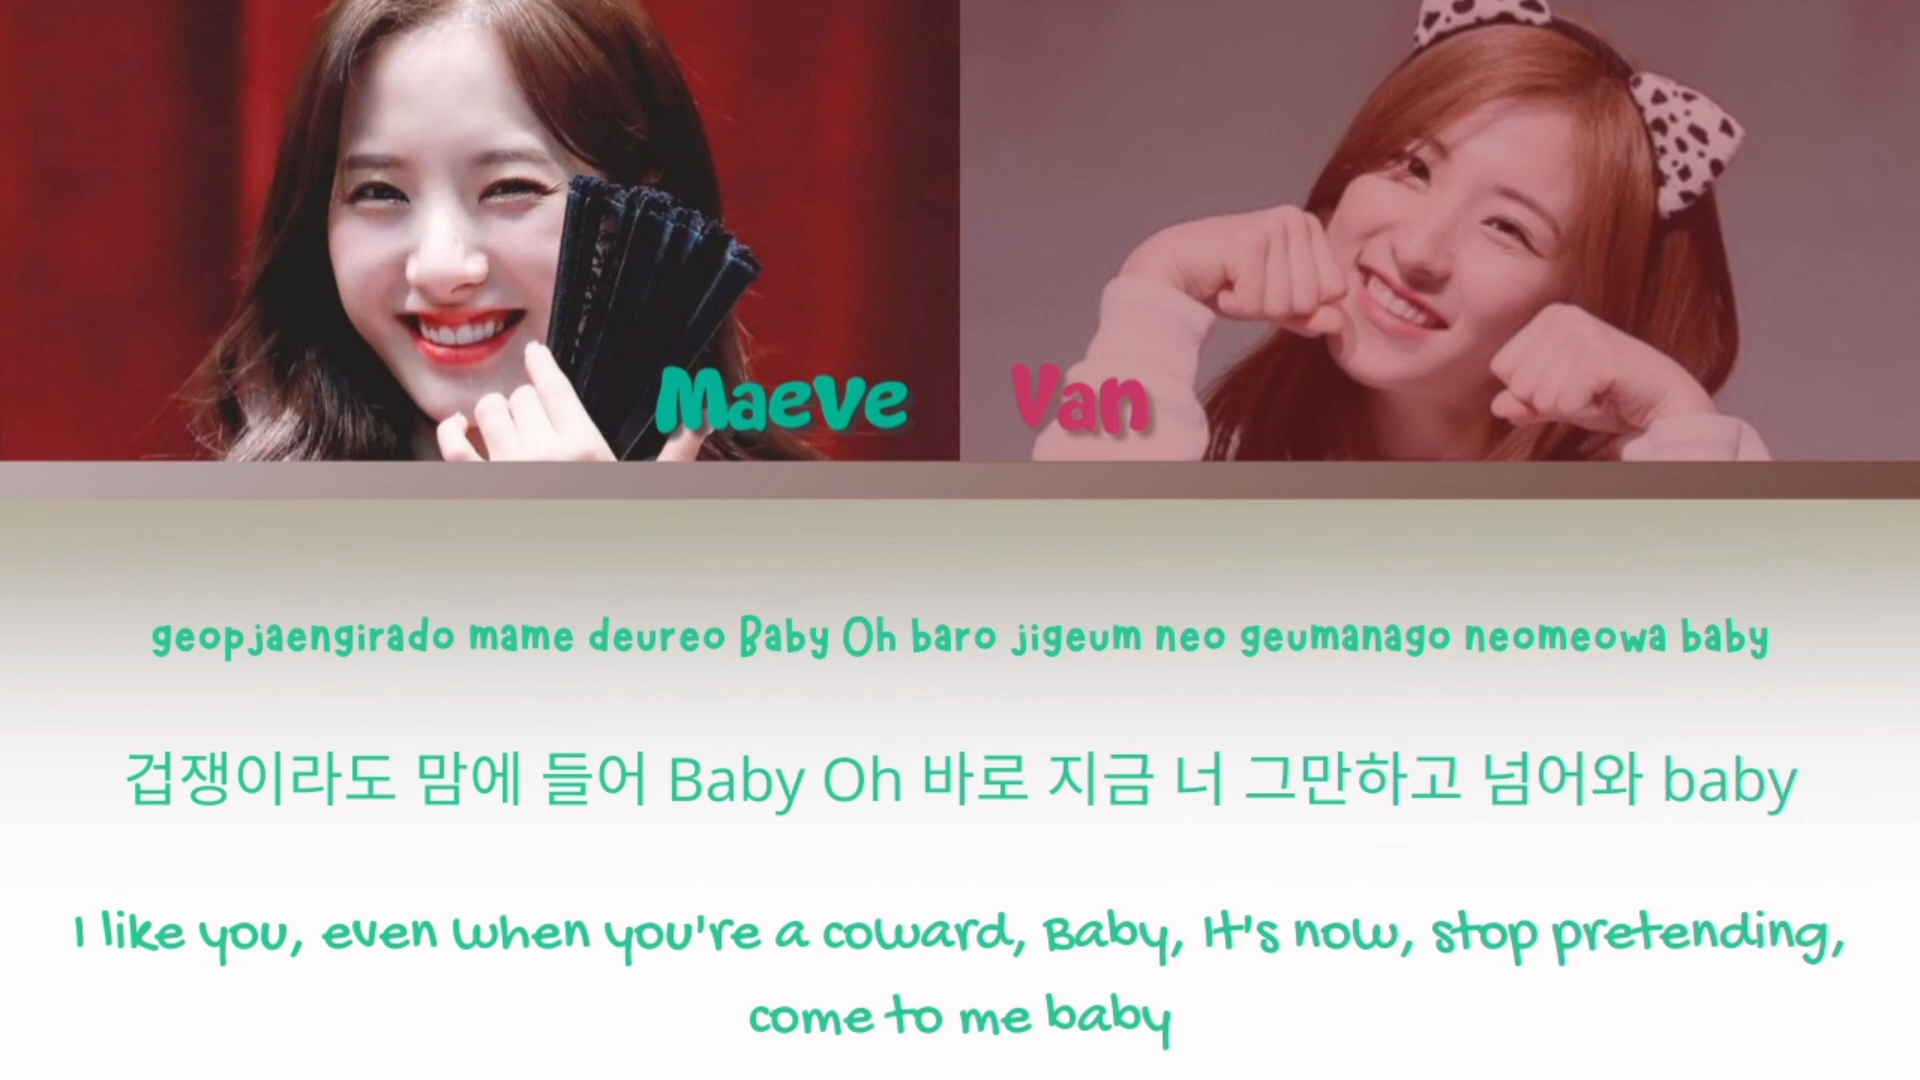 Maeve
Van
geopjaengirado mame deureo Baby Oh baro jigeum neo geumanago neomeowa baby
겁쟁이라도 맘에 들어 Baby Oh 바로 지금 너 그만하고 넘어와 baby
I like you, even when you're a coward, Baby, It's now, stop pretending,
come to me baby